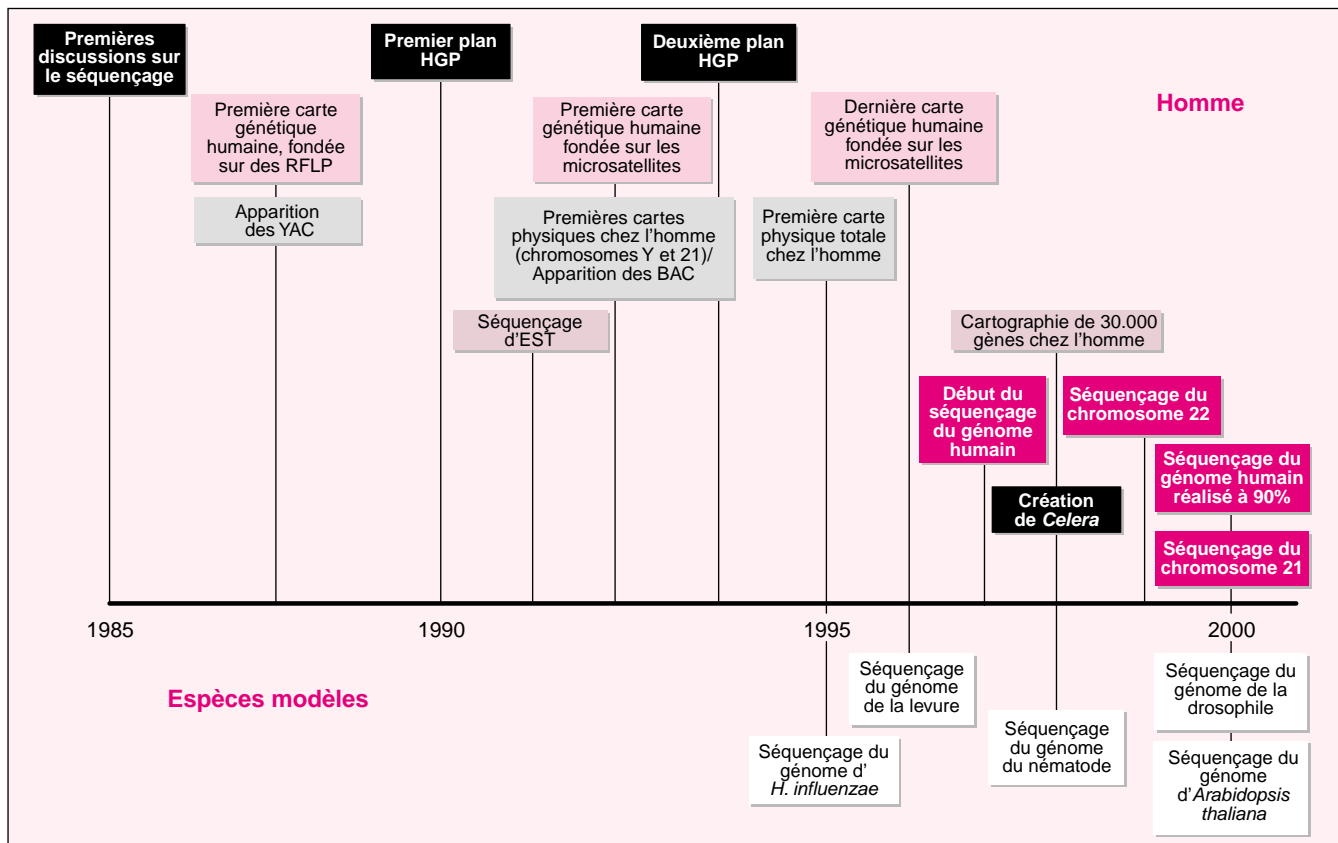 Premières
discussions sur
le séquençage
Premier plan
HGP
Deuxième plan
HGP
Homme
Première carte
génétique
humaine, fondée
sur des RFLP
Première carte
génétique humaine
fondée sur les
microsatellites
Dernière carte
génétique humaine
fondée sur les
microsatellites
Apparition
des YAC
Premières cartes
physiques chez l'homme
(chromosomes Y et 21)/
Apparition des BAC
Première carte
physique totale
chez l'homme
Séquençage
d'EST
Cartographie de 30.000
gènes chez l'homme
Début du
séquençage
du génome
humain
Séquençage du
chromosome 22
Séquençage du
génome humain
réalisé à 90%
Création
de Celera
Séquençage du
chromosome 21
1985
1990
1995
2000
Espèces modèles
Séquençage
du génome
de la levure
Séquençage du
génome de la
drosophile
Séquençage du
génome d'
H. influenzae
Séquençage
du génome
du nématode
Séquençage du
génome
d'Arabidopsis
thaliana